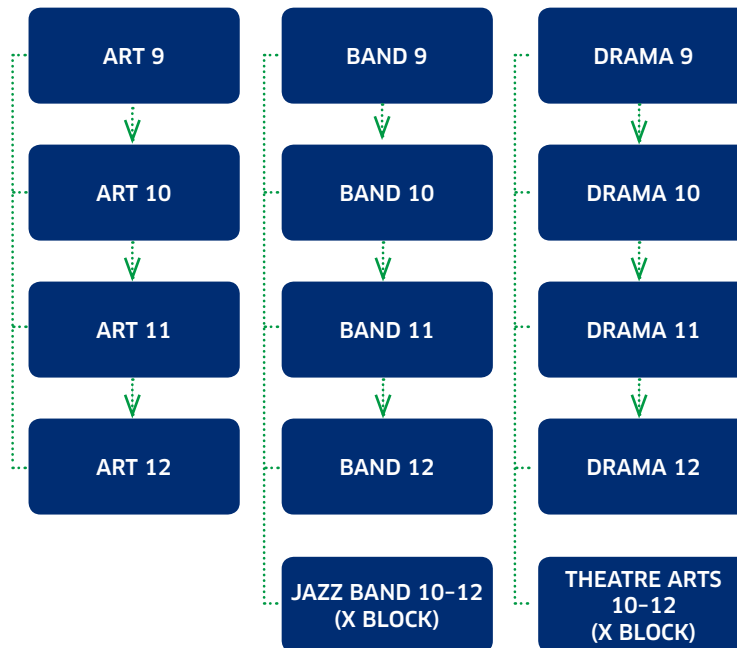 ART 9
BAND 9
DRAMA 9
ART 10
BAND 10
DRAMA 10
ART 11
BAND 11
DRAMA 11
ART 12
BAND 12
DRAMA 12
JAZZ BAND 10–12
(X BLOCK)
THEATRE ARTS
10–12
(X BLOCK)